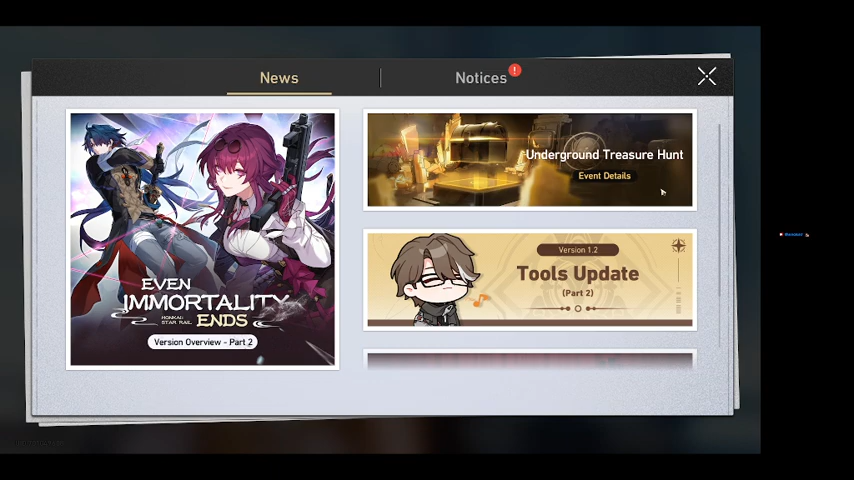 News
Notices
!
Underground Treasure Hunt
Event Details
EVEN
IMMORTALITY
HONKAI:
STAR RAIL
ENDS
Version Overview - Part 2
Version 1.2
Tools Update
(Part 2)